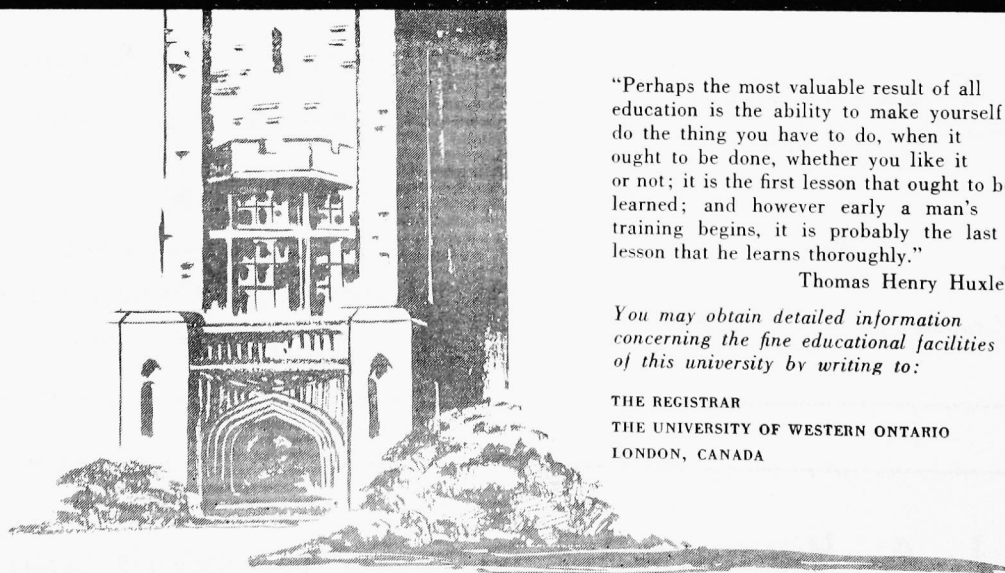 “Perhaps the most valuable result of all
education is the ability to make yourself
do the thing you have to do, when it
ought to be done, whether you like it
or not; it is the first lesson that ought to b
learned; and however early a man's
training begins, it is probably the last
lesson that he learns thoroughly.”
Thomas Henry Huxle
You may obtain detailed information
concerning the fine educational facilities
of this university by writing to:
THE REGISTRAR
THE UNIVERSITY OF WESTERN ONTARIO
LONDON, CANADA